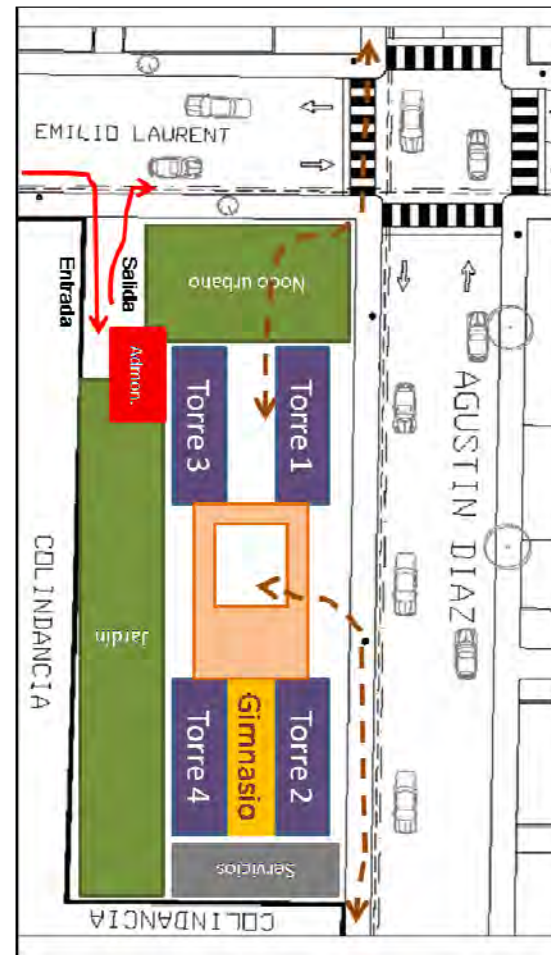 EMILIO LAURENT
Entrada
Salida
Noco urbano
Admon.
Torre 3
Torre 1
AGUSTIN DIAZ
COLINDANCIA
Jardín
Torre 4
Gimnasio
Torre 2
Servicios
COLINDANCIA